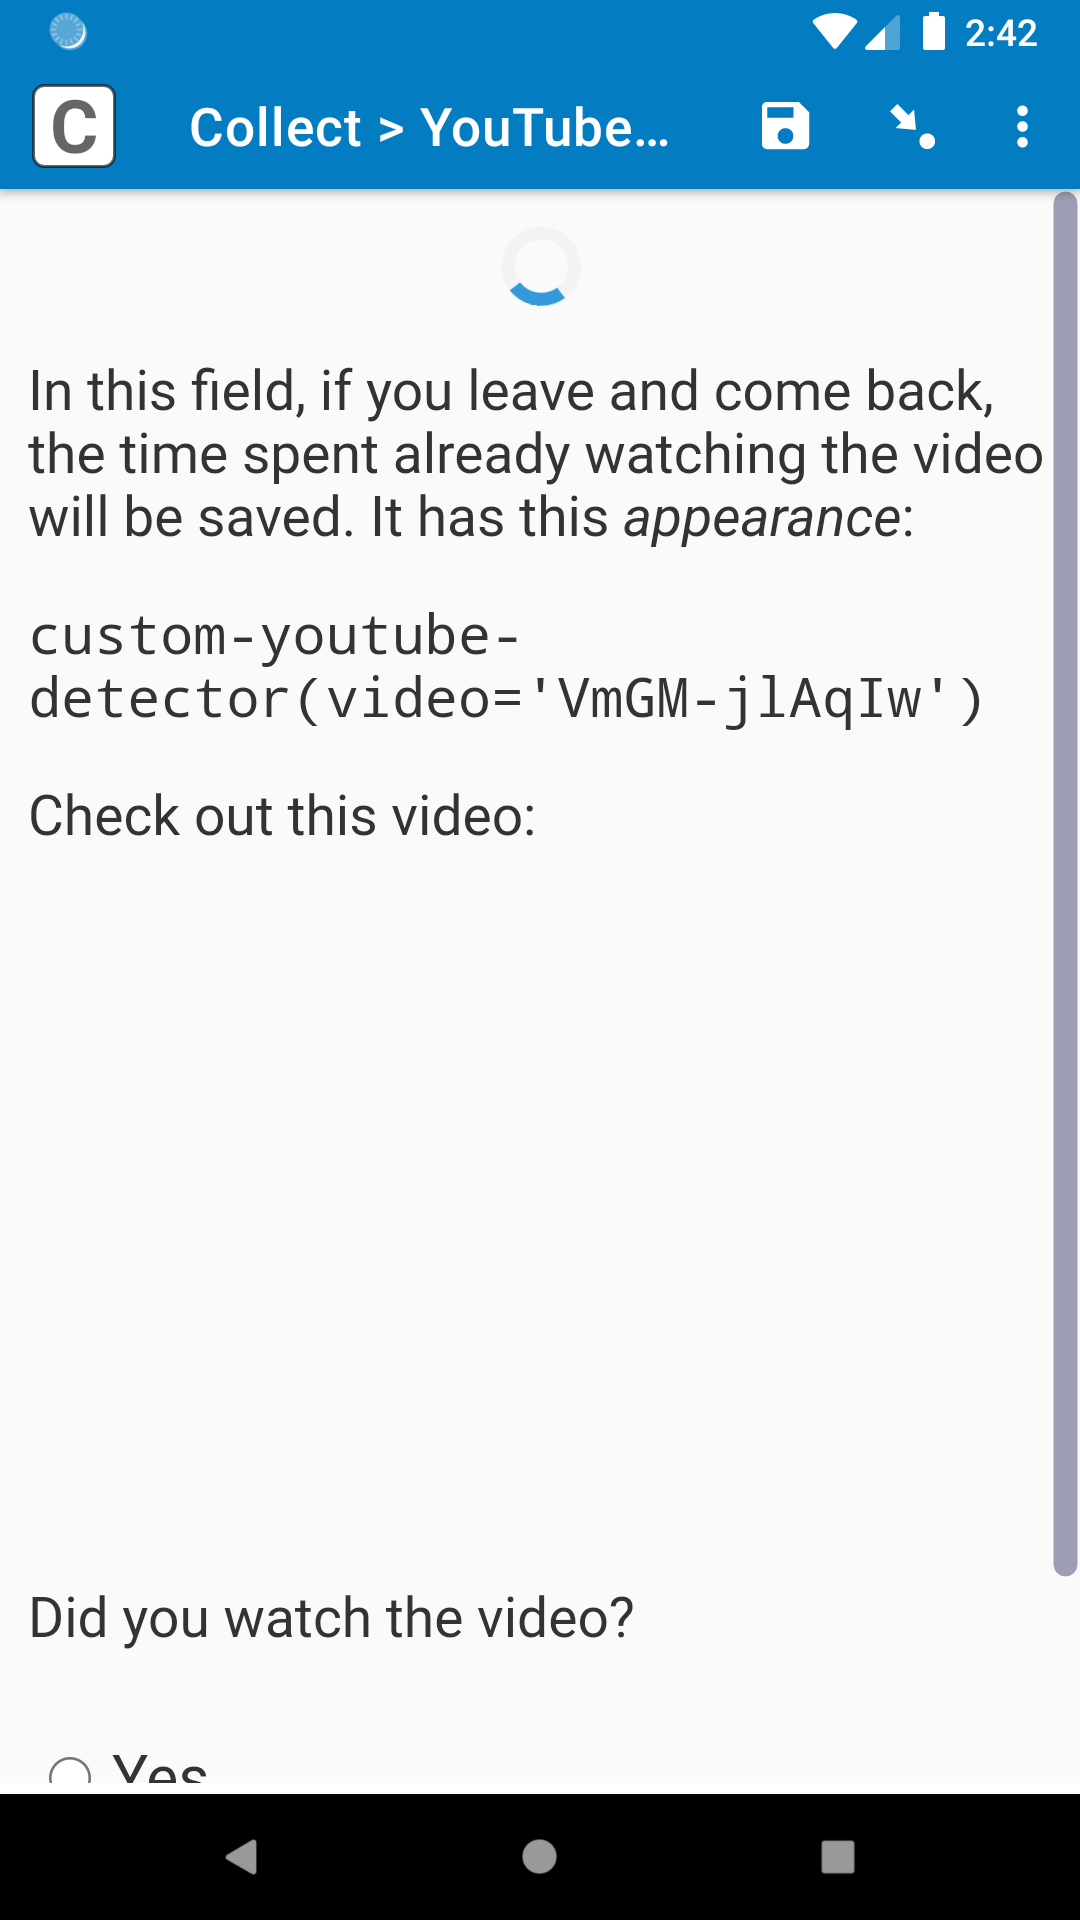 2:42
C
Collect > YouTube...
In this field, if you leave and come back,
the time spent already watching the video
will be saved. It has this appearance:
custom-youtube-
detector(video='VmGM-jlAqIw')
Check out this video:
Did you watch the video?
Yes